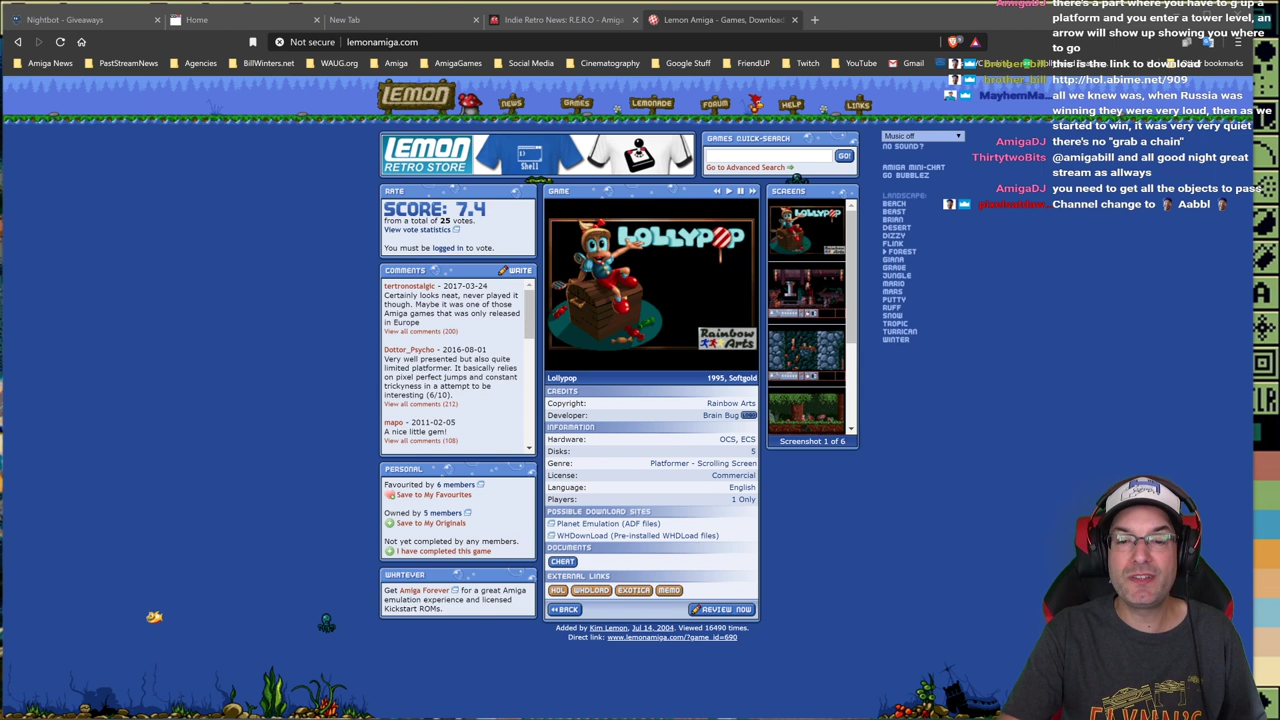 Nightbot - Giveaways
Home
New Tab
Indie Retro News: R.E.R.O - Amiga
Lemon Amiga - Games, Download
Not secure
lemonamiga.com
Amiga News
PastStreamNews
Agencies
BillWinters.net
WAUG.org
Amiga
AmigaGames
Social Media
Cinematography
FriendUP
Twitch
YouTube
Gmail
bookmarks
AmigaDJ there's a part where you have to g up a
platform and you enter a tower level, an
arrow will show up showing you where
to go
Brother_bill this is the link to download
brother_bill http://hol.abime.net/909
MayhemMa... all we knew was, when Russia was
winning they were very loud, then as we
started to win, it was very very quiet
AmigaDJ there's no "grab a chain"
ThirtytwoBits @amigabill and all good night great
stream as allways
AmigaDJ you need to get all the objects to pass
Channel change to Aabbl
LEMON
NEWS
GAMES
LEMONADE
FORUM
HELP
LINKS
LEMON
RETRO STORE
Shell
GAMES QUICK-SEARCH
GO!
Go to Advanced Search
Music off
NO SOUND?
AMIGA MINI-CHAT
GO BUBBLEZ
LANDSCAPE:
BEACH
BEAST
BRIAN
DESERT
DIZZY
FLINK
FOREST
GIANA
GRAVE
JUNGLE
MARIO
MARS
PUTTY
RUFF
SNOW
TROPIC
TURRICAN
WINTER
RATE
SCORE: 7.4
from a total of 25 votes.
View vote statistics
You must be logged in to vote.
COMMENTS
WRITE
tertronostalgic - 2017-03-24
Certainly looks neat, never played it
though. Maybe it was one of those
Amiga games that was only released
in Europe
View all comments (200)
Dottor_Psycho - 2016-08-01
Very well presented but also quite
limited platformer. It basically relies
on pixel perfect jumps and constant
trickyness in a attempt to be
interesting (6/10).
View all comments (212)
mapo - 2011-02-05
A nice little gem!
View all comments (108)
PERSONAL
Favourited by 6 members
Save to My Favourites
Owned by 5 members
Save to My Originals
Not yet completed by any members.
I have completed this game
WHATEVER
Get Amiga Forever for a great Amiga
emulation experience and licensed
Kickstart ROMs.
GAME
LOLLYPOP
Rainbow
Arts
Lollypop 1995, Softgold
CREDITS
Copyright: Rainbow Arts
Developer: Brain Bug LOGO
INFORMATION
Hardware: OCS, ECS
Disks: 5
Genre: Platformer - Scrolling Screen
License: Commercial
Language: English
Players: 1 Only
POSSIBLE DOWNLOAD SITES
Planet Emulation (ADF files)
WHDownLoad (Pre-installed WHDLoad files)
DOCUMENTS
CHEAT
EXTERNAL LINKS
HOL
WHDLOAD
EXOTICA
MEMO
BACK
REVIEW NOW
Added by Kim Lemon, Jul 14, 2004. Viewed 16490 times.
Direct link: www.lemonamiga.com/?game_id=690
SCREENS
Screenshot 1 of 6